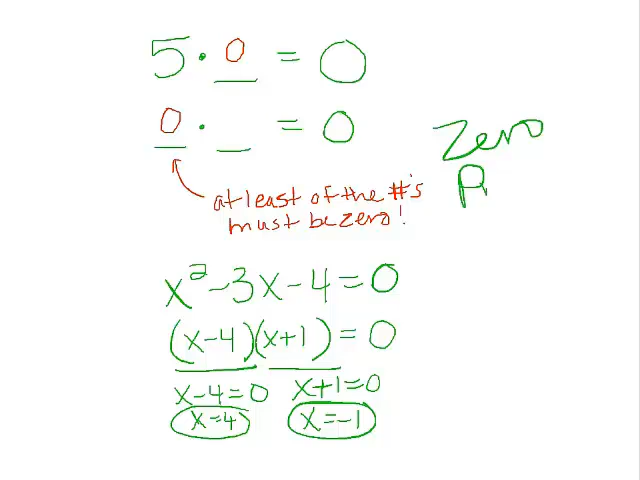 5 · 0 = 0
0 · _ = 0
at least of the #'s
must be zero!
Zero
P
x² - 3x - 4 = 0
(x-4)(x+1) = 0
x-4=0 x+1=0
x=4 x=-1